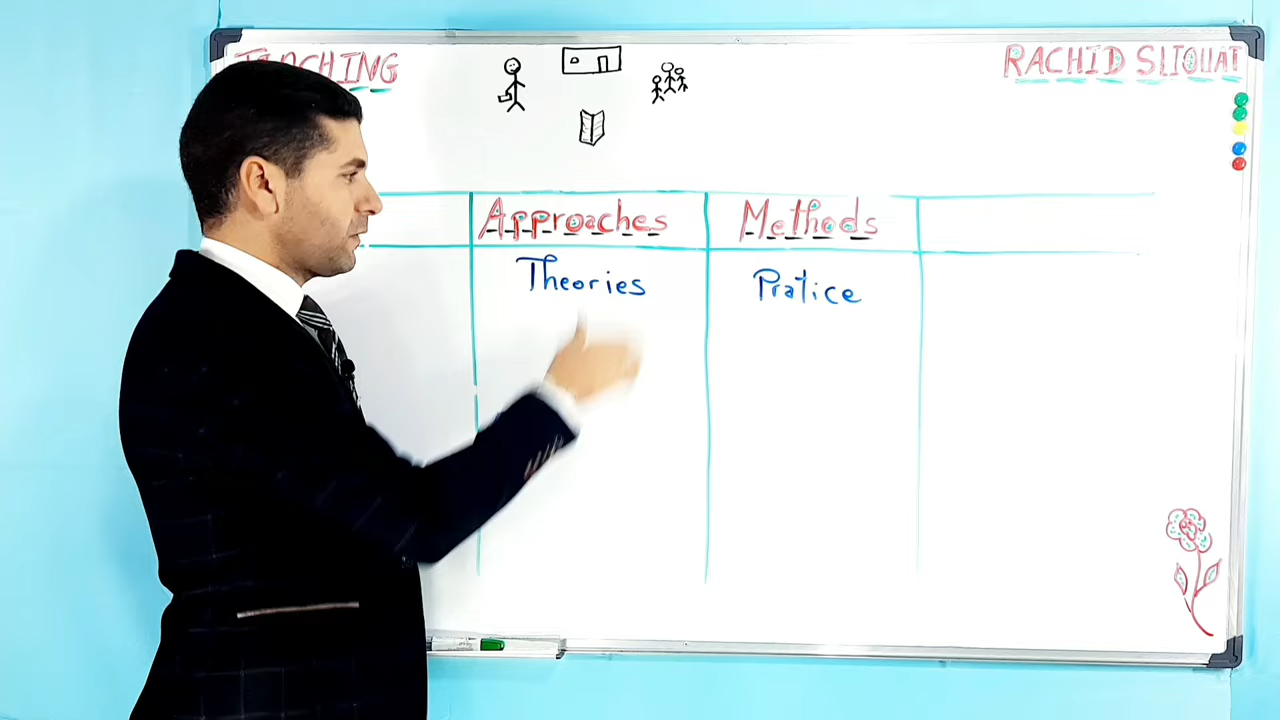 TEACHING
RACHID SLIOUAT
Approaches
Methods
Theories
Pratice